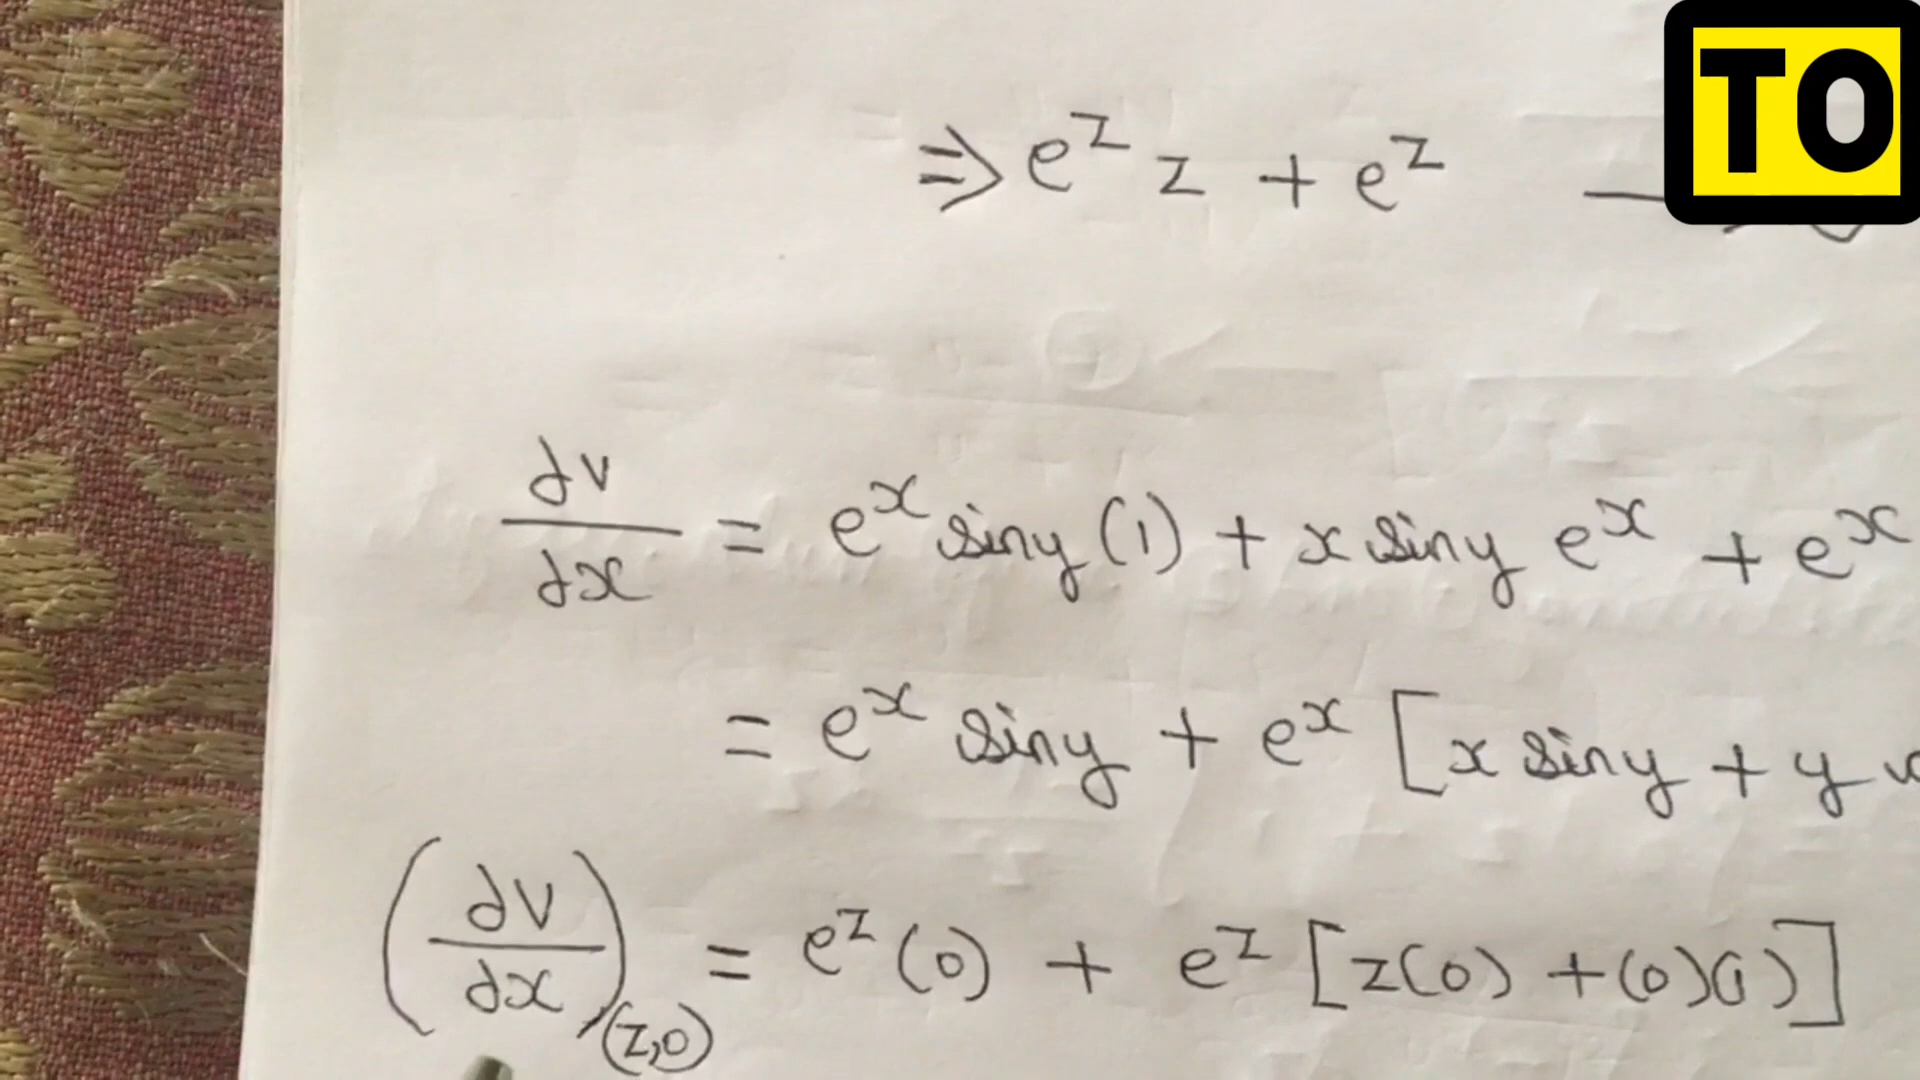 TO
⇒ e^z z + e^z —
∂v/∂x = e^x siny (1) + x siny e^x + e^x
= e^x siny + e^x [x siny + y
(∂v/∂x)_(z,0) = e^z (0) + e^z [z(0) + (0)(1)]